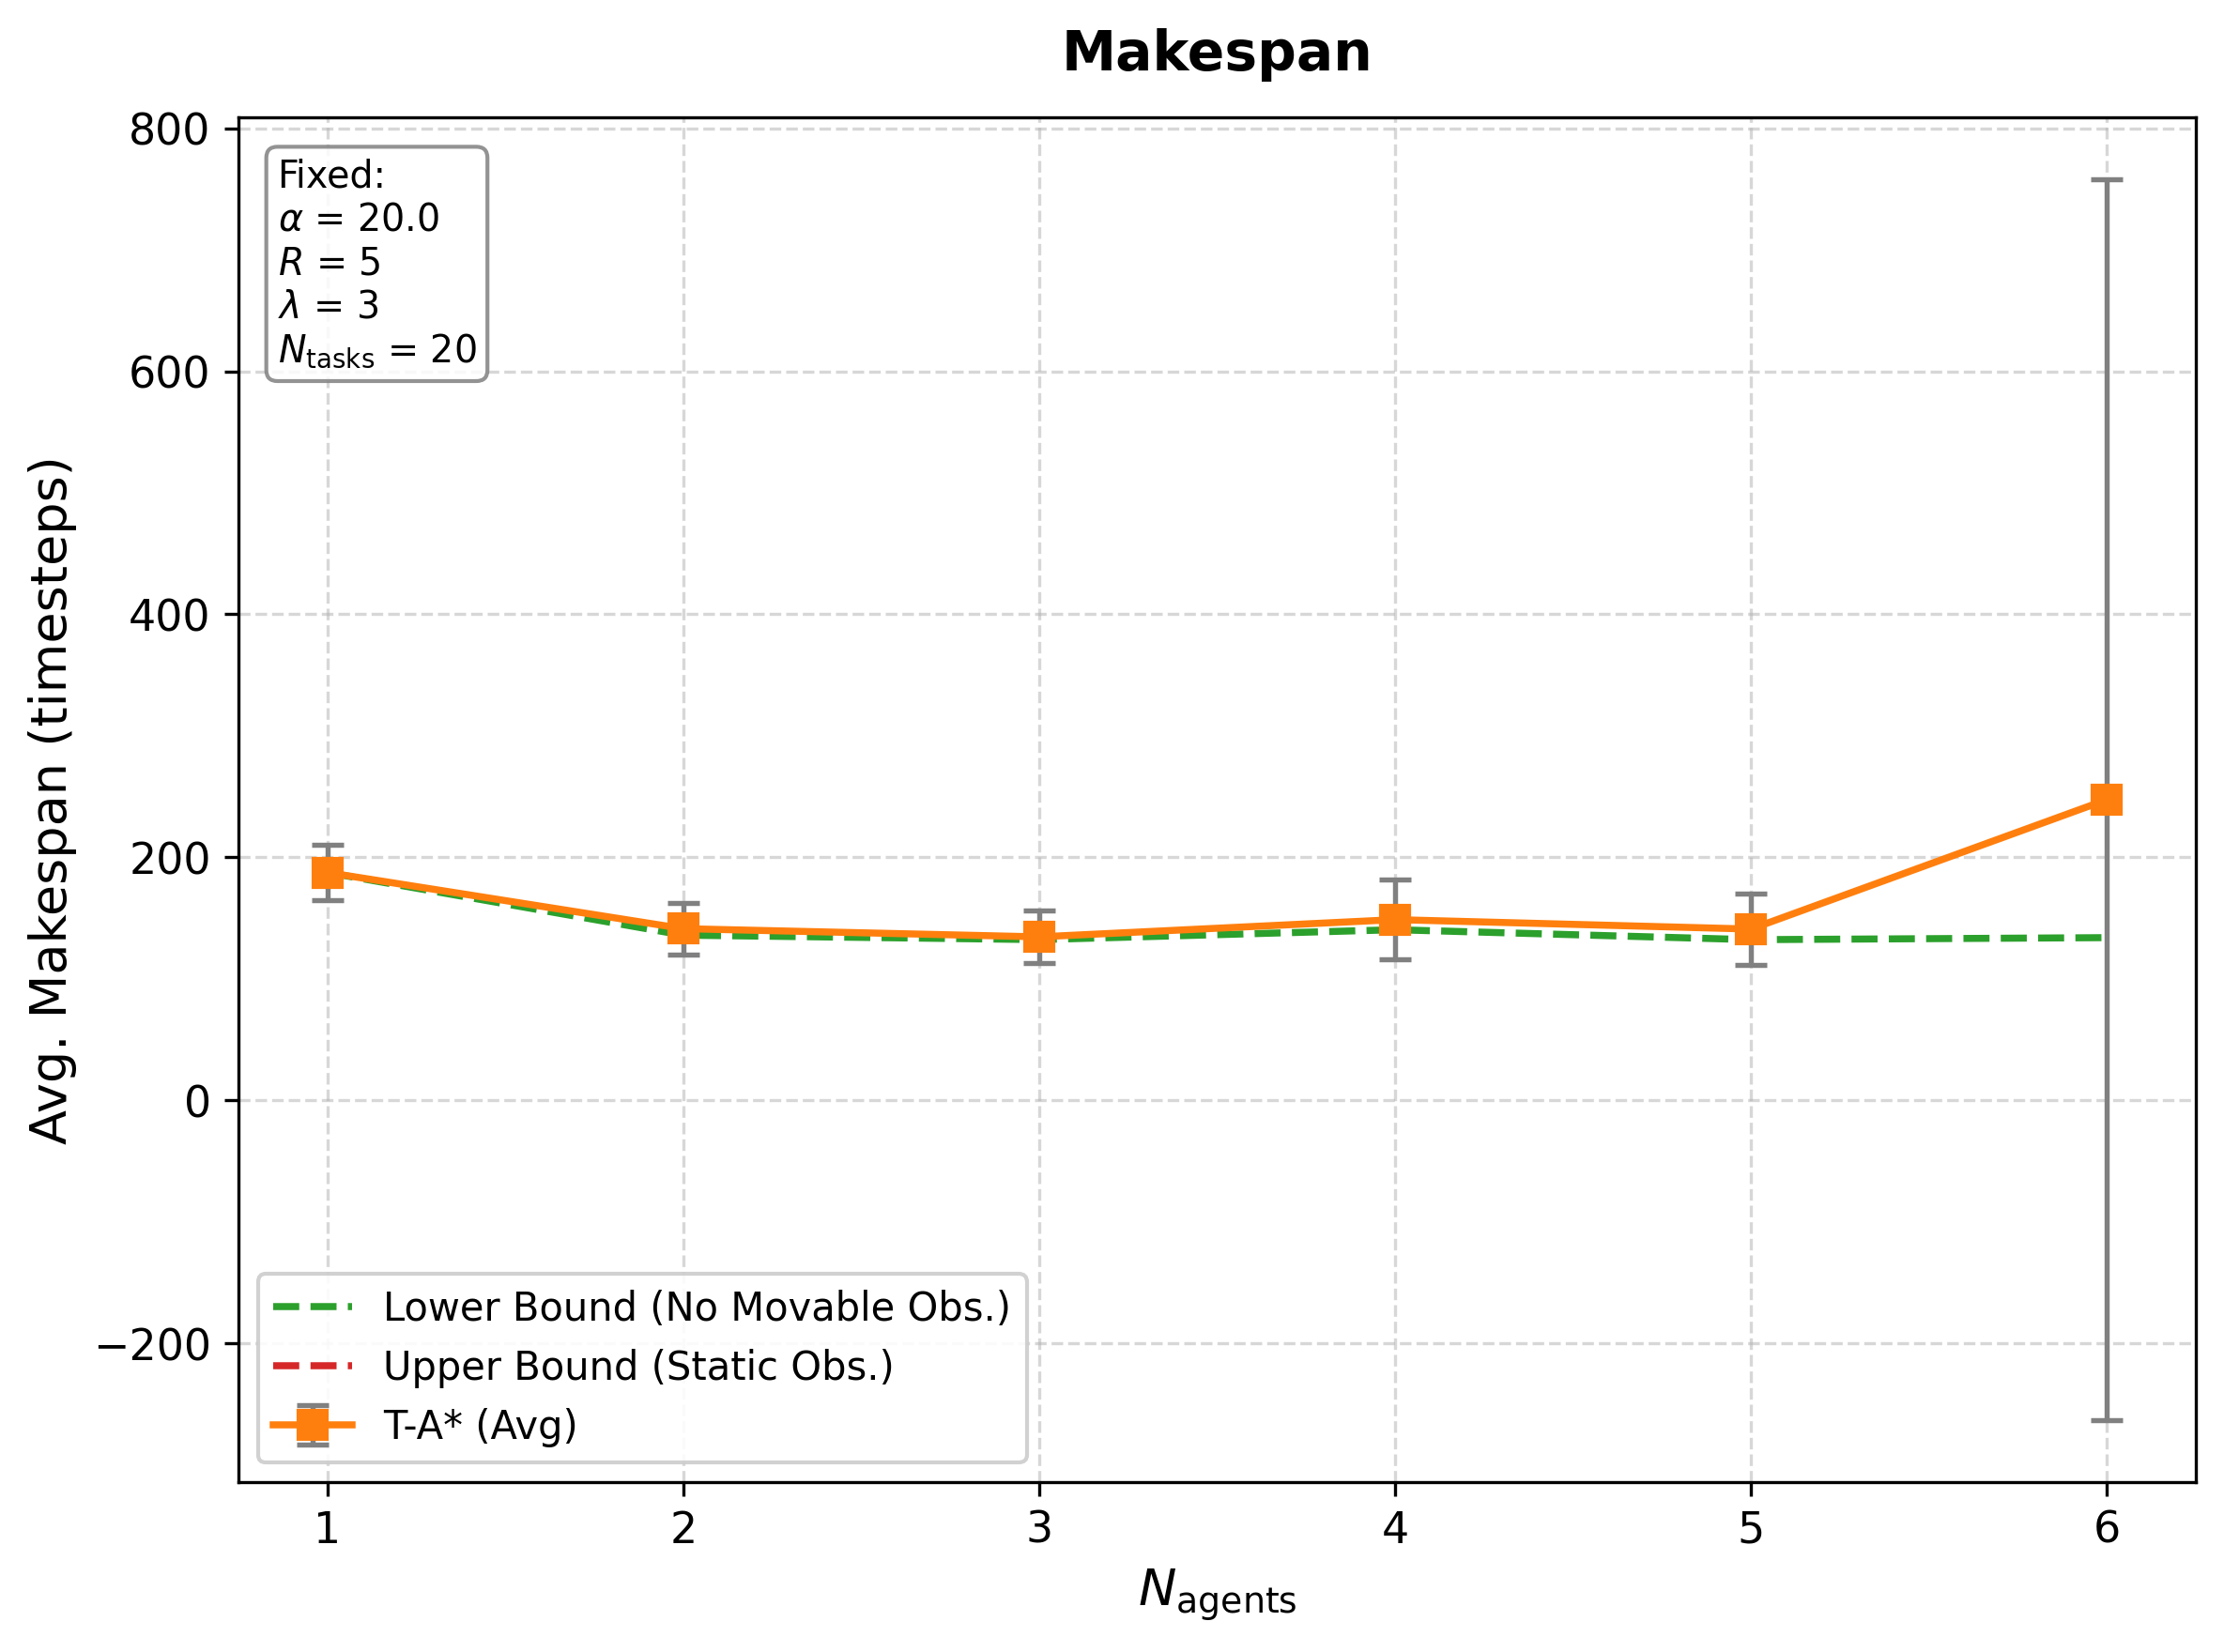 Makespan
800
600
400
200
0
−200
Avg. Makespan (timesteps)
Fixed:
α = 20.0
R = 5
λ = 3
N_tasks = 20
Lower Bound (No Movable Obs.)
Upper Bound (Static Obs.)
T-A* (Avg)
1 2 3 4 5 6
N_agents